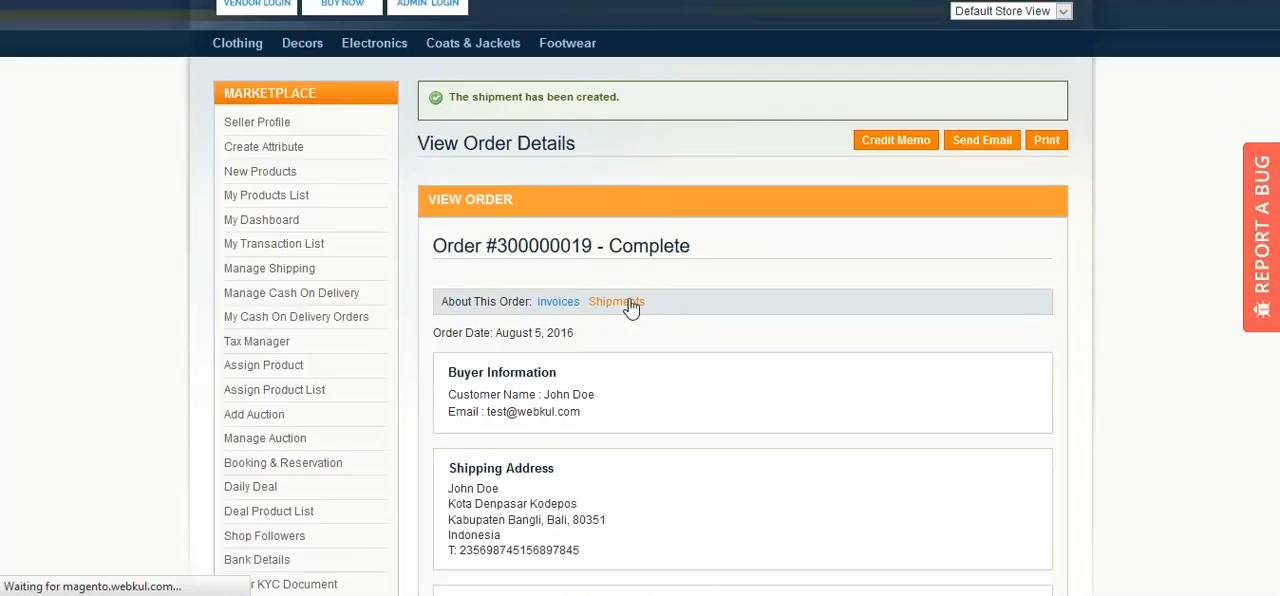 VENDOR LOGIN BUY NOW ADMIN LOGIN
Default Store View
Clothing Decors Electronics Coats & Jackets Footwear
MARKETPLACE
Seller Profile
Create Attribute
New Products
My Products List
My Dashboard
My Transaction List
Manage Shipping
Manage Cash On Delivery
My Cash On Delivery Orders
Tax Manager
Assign Product
Assign Product List
Add Auction
Manage Auction
Booking & Reservation
Daily Deal
Deal Product List
Shop Followers
Bank Details
KYC Document
The shipment has been created.
View Order Details
Credit Memo Send Email Print
VIEW ORDER
Order #300000019 - Complete
About This Order: Invoices Shipments
Order Date: August 5, 2016
Buyer Information
Customer Name : John Doe
Email : test@webkul.com
Shipping Address
John Doe
Kota Denpasar Kodepos
Kabupaten Bangli, Bali, 80351
Indonesia
T: 235698745156897845
REPORT A BUG
Waiting for magento.webkul.com...